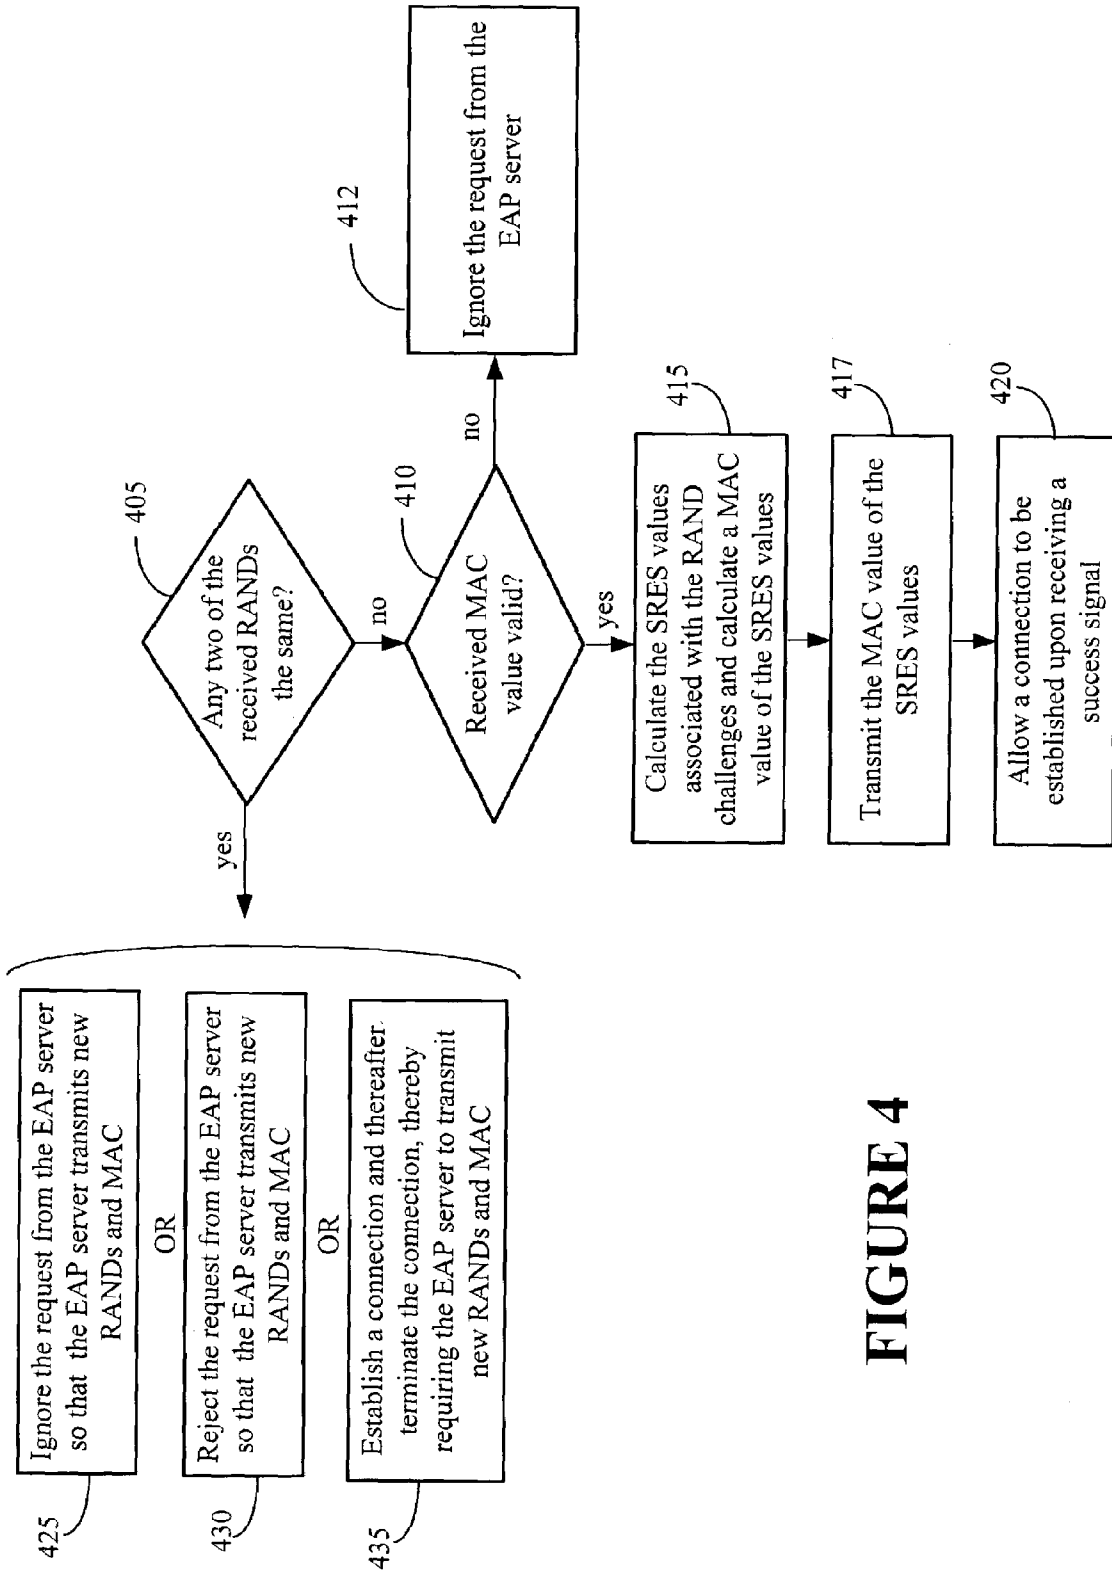 405
Any two of the
received RANDs
the same?
yes
no
425
Ignore the request from the EAP server
so that the EAP server transmits new
RANDs and MAC
OR
430
Reject the request from the EAP server
so that the EAP server transmits new
RANDs and MAC
OR
435
Establish a connection and thereafter
terminate the connection, thereby
requiring the EAP server to transmit
new RANDs and MAC
410
Received MAC
value valid?
no
yes
412
Ignore the request from the
EAP server
415
Calculate the SRES values
associated with the RAND
challenges and calculate a MAC
value of the SRES values
417
Transmit the MAC value of the
SRES values
420
Allow a connection to be
established upon receiving a
success signal
FIGURE 4